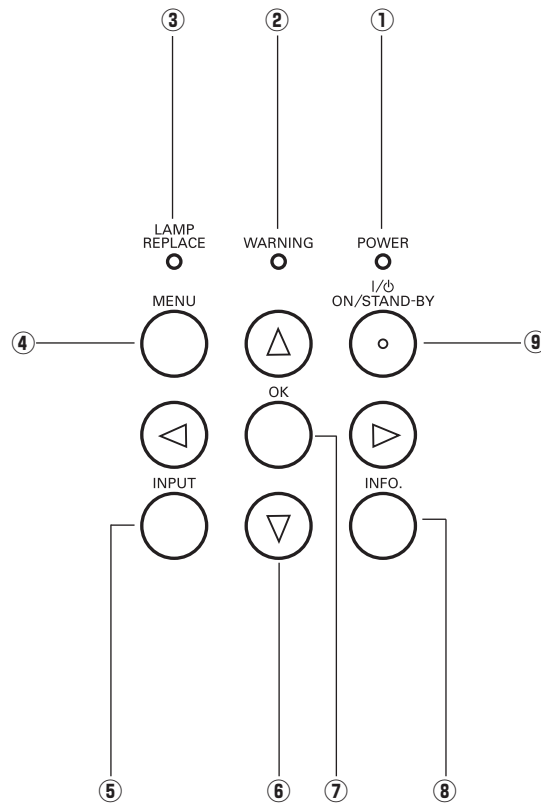 ③ ② ①
LAMP
REPLACE WARNING POWER
I/⏻
MENU ON/STAND-BY
④ ⑨
OK
INPUT INFO.
⑤ ⑥ ⑦ ⑧